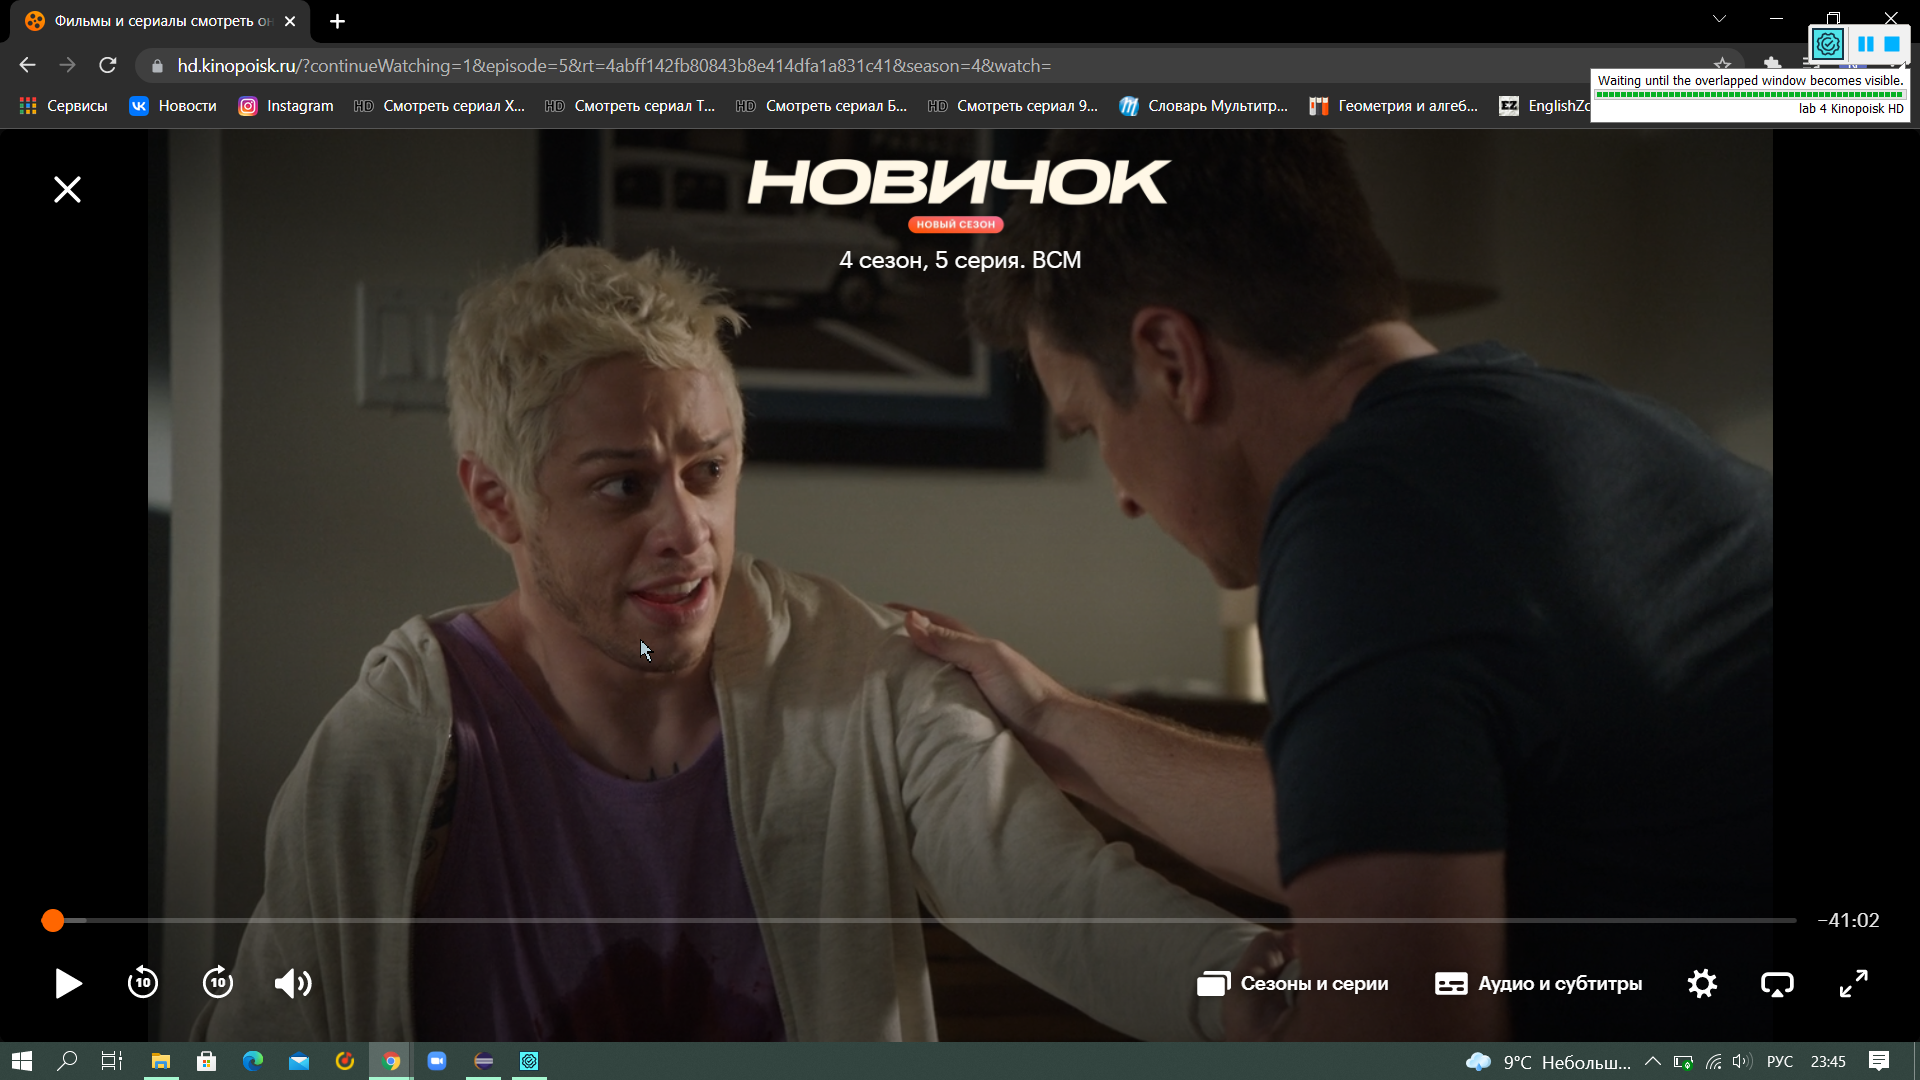 Фильмы и сериалы смотреть он
hd.kinopoisk.ru/?continueWatching=1&episode=5&rt=4abff142fb80843b8e414dfa1a831c41&season=4&watch=
Waiting until the overlapped window becomes visible.
lab 4 Kinopoisk HD
Сервисы
Новости
Instagram
HD Смотреть сериал Х...
HD Смотреть сериал Т...
HD Смотреть сериал Б...
HD Смотреть сериал 9...
Словарь Мультитр...
Геометрия и алгеб...
EZ EnglishZo
НОВИЧОК
НОВЫЙ СЕЗОН
4 сезон, 5 серия. BCM
−41:02
10
10
Сезоны и серии
Аудио и субтитры
9°C Небольш...
РУС
23:45